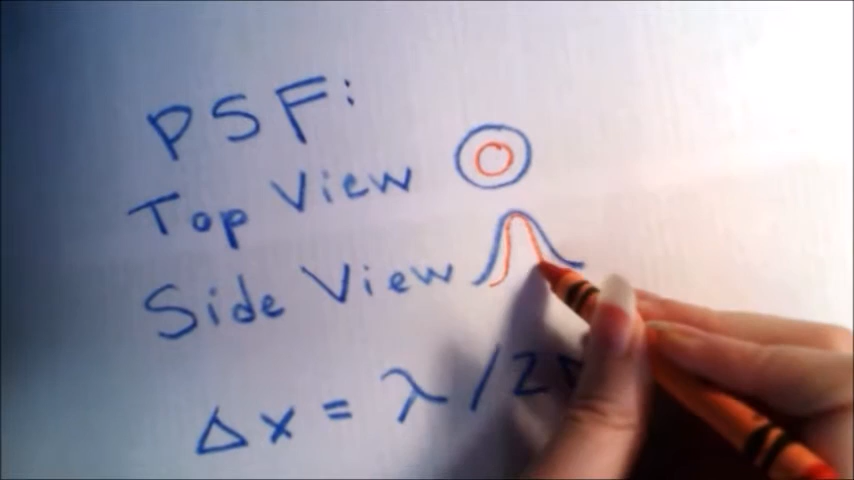 PSF:
Top View
Side View
Δx = λ/2